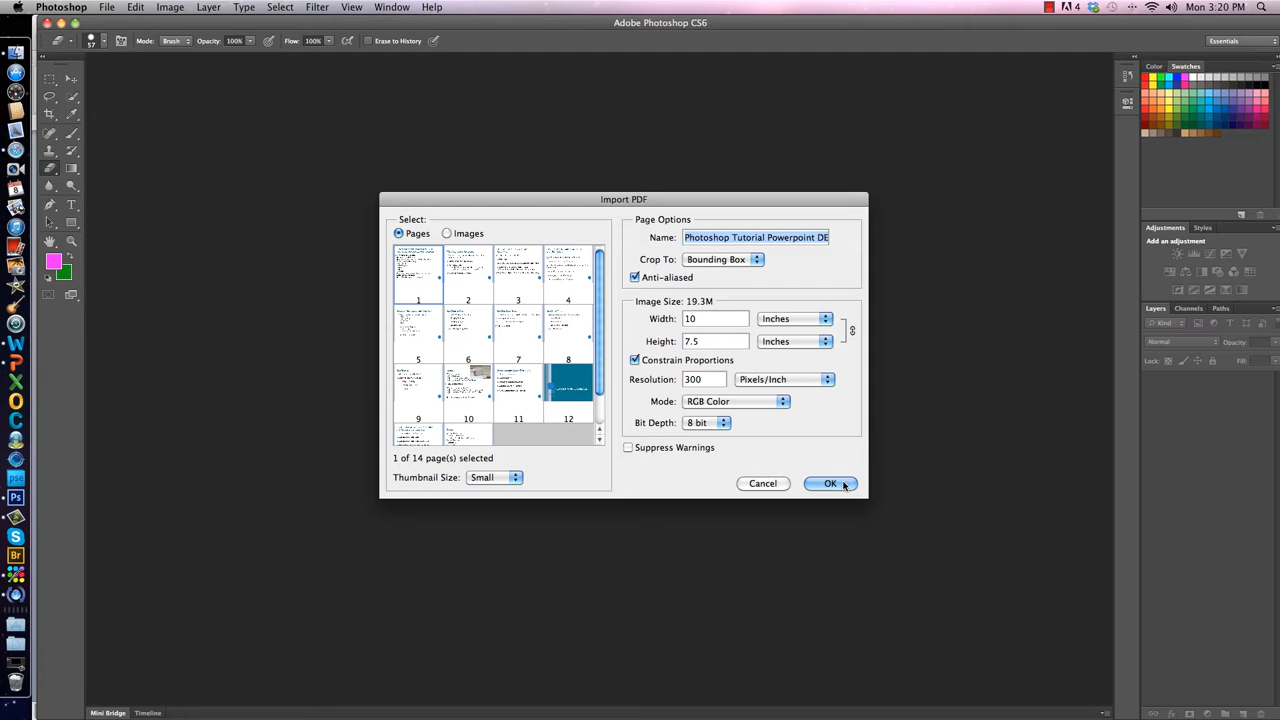 Photoshop File Edit Image Layer Type Select Filter View Window Help
4 Mon 3:20 PM
Adobe Photoshop CS6
57 Mode: Brush Opacity: 100% Flow: 100% Erase to History Essentials
Color Swatches
Import PDF
Select:
Pages Images
1 2 3 4
5 6 7 8
9 10 11 12
1 of 14 page(s) selected
Thumbnail Size: Small
Page Options
Name: Photoshop Tutorial Powerpoint DE
Crop To: Bounding Box
Anti-aliased
Image Size: 19.3M
Width: 10 Inches
Height: 7.5 Inches
Constrain Proportions
Resolution: 300 Pixels/Inch
Mode: RGB Color
Bit Depth: 8 bit
Suppress Warnings
Cancel OK
Adjustments Styles
Add an adjustment
Layers Channels Paths
Kind
Normal Opacity:
Lock: Fill:
Mini Bridge Timeline